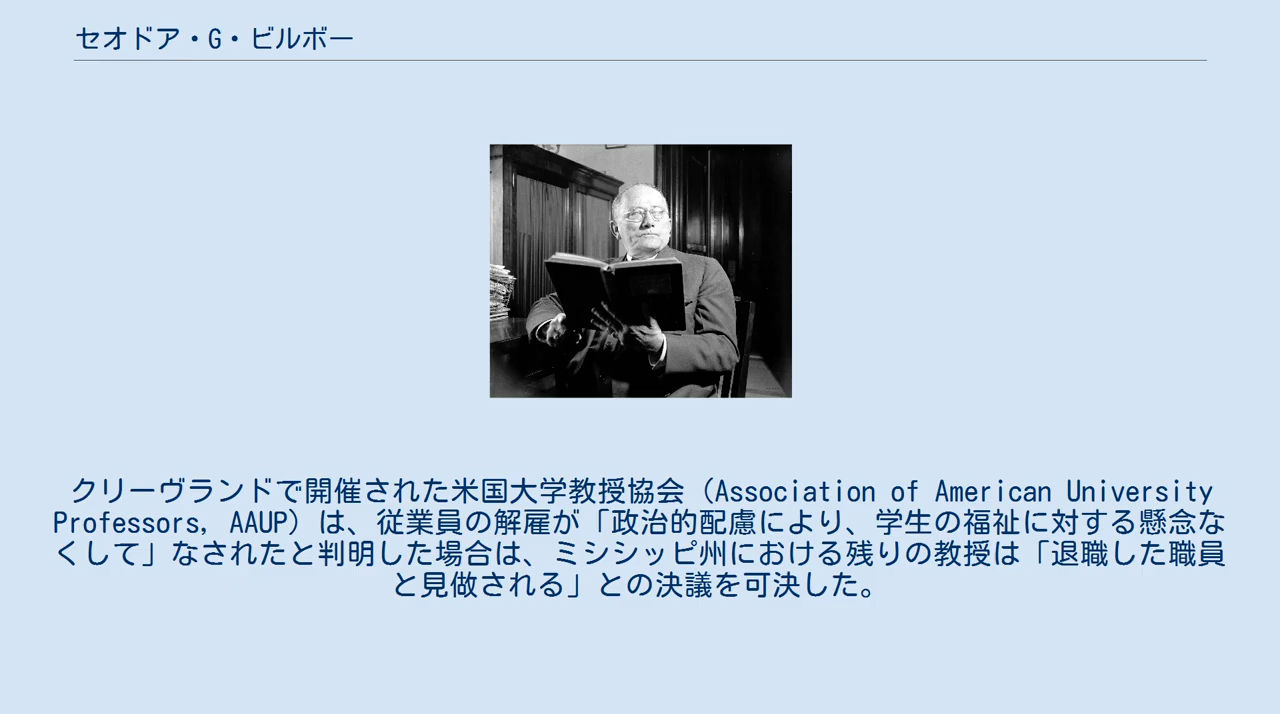 セオドア・G・ビルボー
クリーヴランドで開催された米国大学教授協会（Association of American University
Professors, AAUP）は、従業員の解雇が「政治的配慮により、学生の福祉に対する懸念な
くして」なされたと判明した場合は、ミシシッピ州における残りの教授は「退職した職員
と見做される」との決議を可決した。